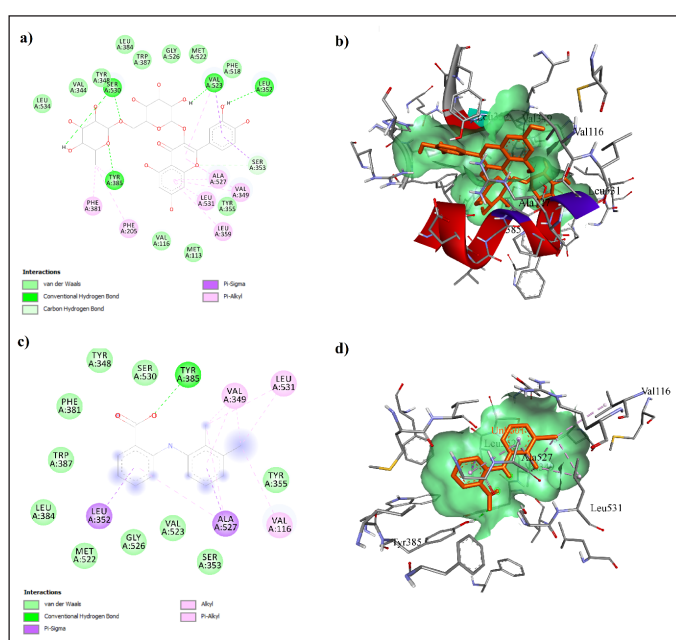 a)
LEU
A:384
TRP
A:387
GLY
A:526
MET
A:522
PHE
A:518
VAL
A:523
LEU
A:352
VAL
A:344
TYR
A:348
SER
A:530
LEU
A:534
TYR
A:385
SER
A:353
ALA
A:527
VAL
A:349
LEU
A:531
TYR
A:355
PHE
A:381
PHE
A:205
LEU
A:359
VAL
A:116
MET
A:113
H
H
H
Interactions
van der Waals
Conventional Hydrogen Bond
Carbon Hydrogen Bond
Pi-Sigma
Pi-Alkyl
b)
Val116
c)
TYR
A:348
SER
A:530
TYR
A:385
VAL
A:349
LEU
A:531
PHE
A:381
TRP
A:387
TYR
A:355
LEU
A:384
LEU
A:352
VAL
A:523
ALA
A:527
VAL
A:116
MET
A:522
GLY
A:526
SER
A:353
Interactions
van der Waals
Conventional Hydrogen Bond
Pi-Sigma
Alkyl
Pi-Alkyl
d)
Val116
Ala527
Leu531
Tyr385